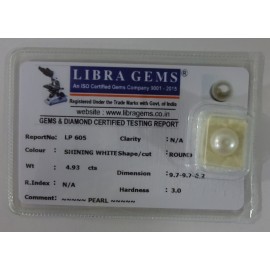 LIBRA GEMS
An ISO Certified Gems Company 9001 - 2015
Registered Under the Trade Marks with Govt. of India
website : www.libragems.co.in
GEMS & DIAMOND CERTIFIED TESTING REPORT
ReportNo: LP 605 Clarity : N/A
Colour : SHINING WHITE Shape/cut : ROUND
Wt : 4.93 cts Dimension :
R.Index : N/A 9.7-9.7-2.2
Hardness : 3.0
Comment : ~~~~~ PEARL ~~~~~